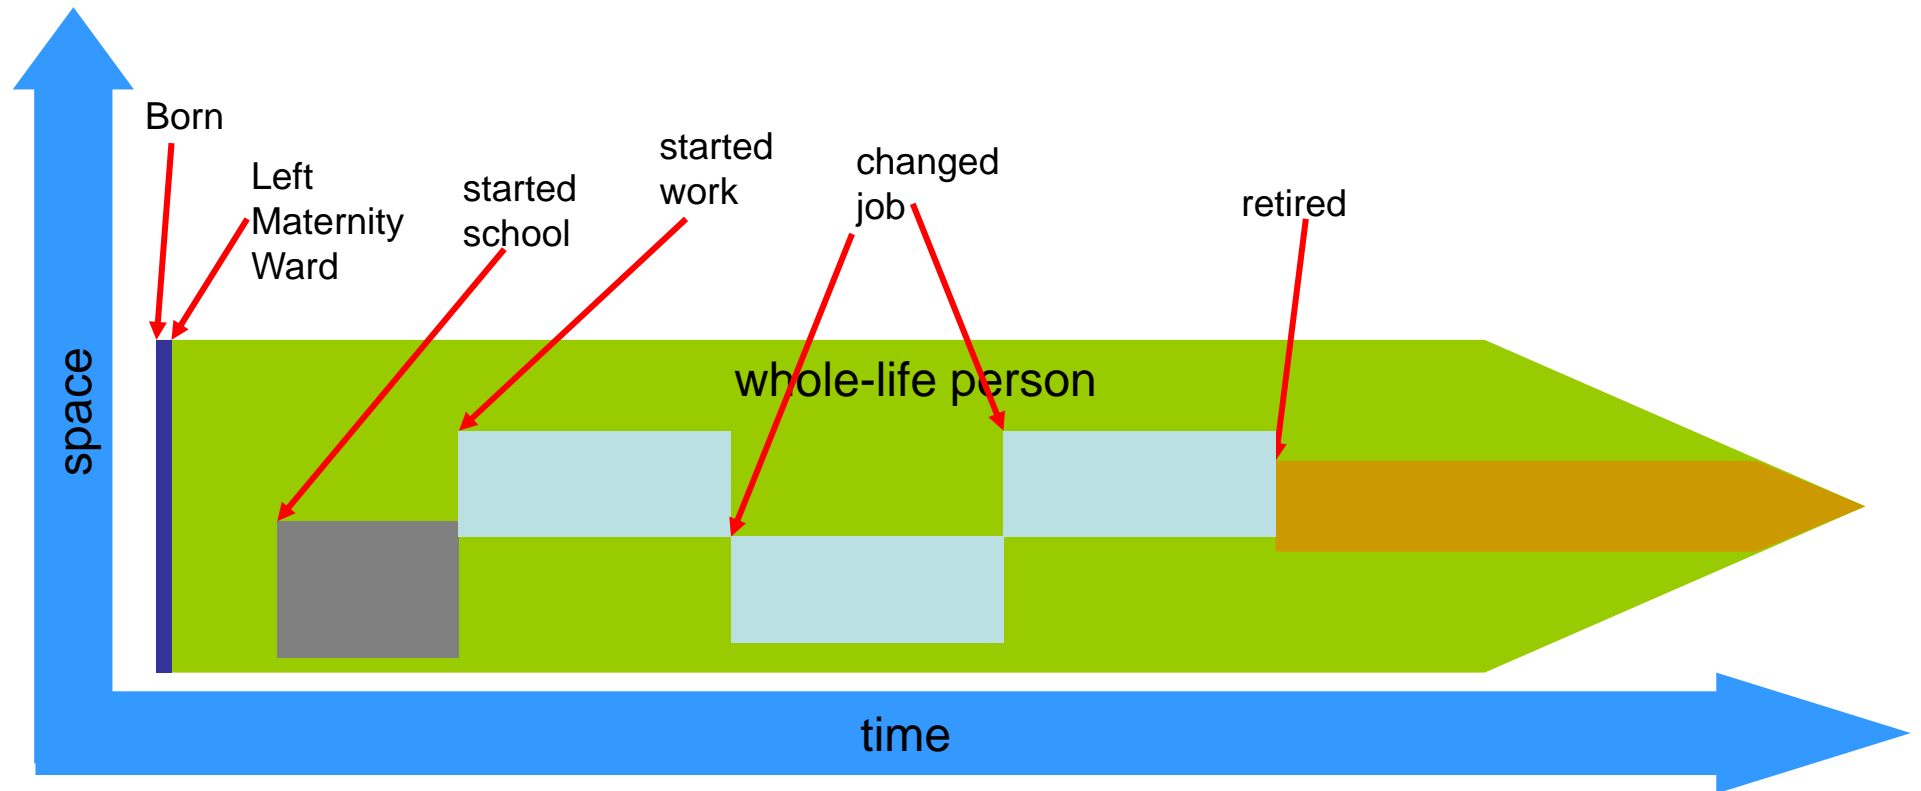 Born
Left
Maternity
Ward
started
school
started
work
changed
job
retired
whole-life person
space
time